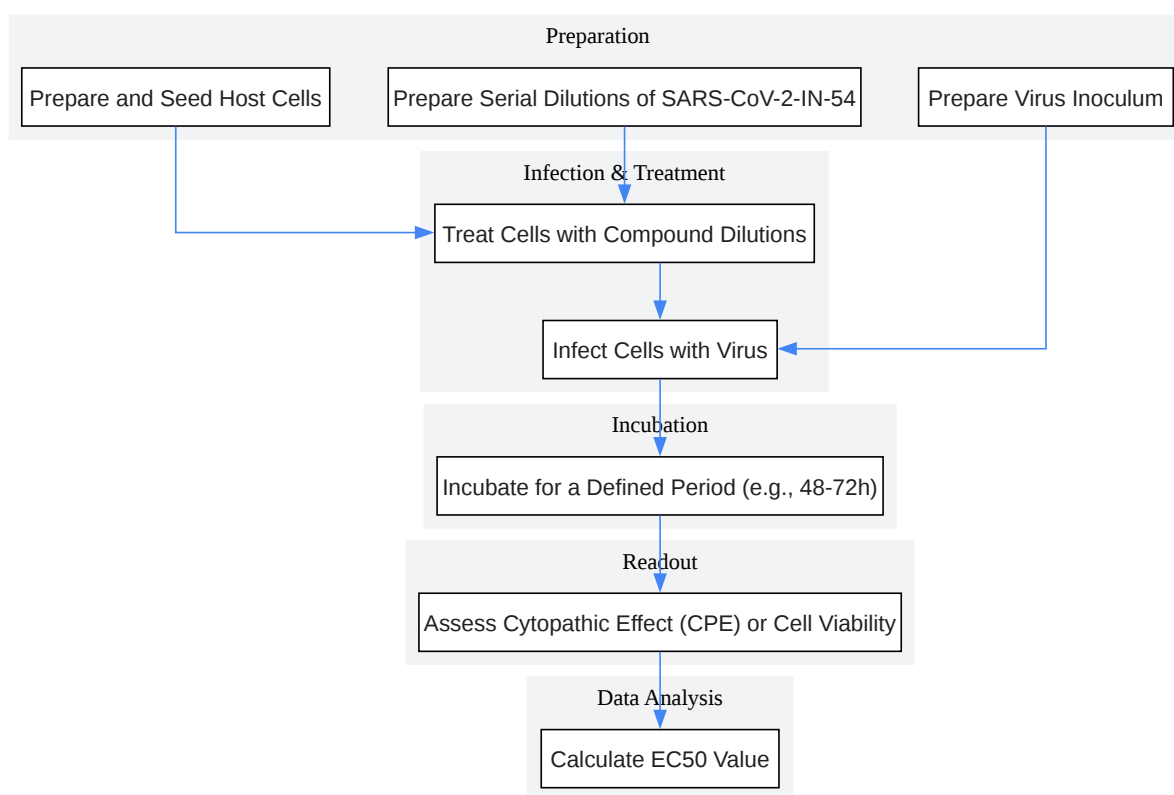 Preparation
Prepare and Seed Host Cells
Prepare Serial Dilutions of SARS-CoV-2-IN-54
Prepare Virus Inoculum
Infection & Treatment
Treat Cells with Compound Dilutions
Infect Cells with Virus
Incubation
Incubate for a Defined Period (e.g., 48-72h)
Readout
Assess Cytopathic Effect (CPE) or Cell Viability
Data Analysis
Calculate EC50 Value